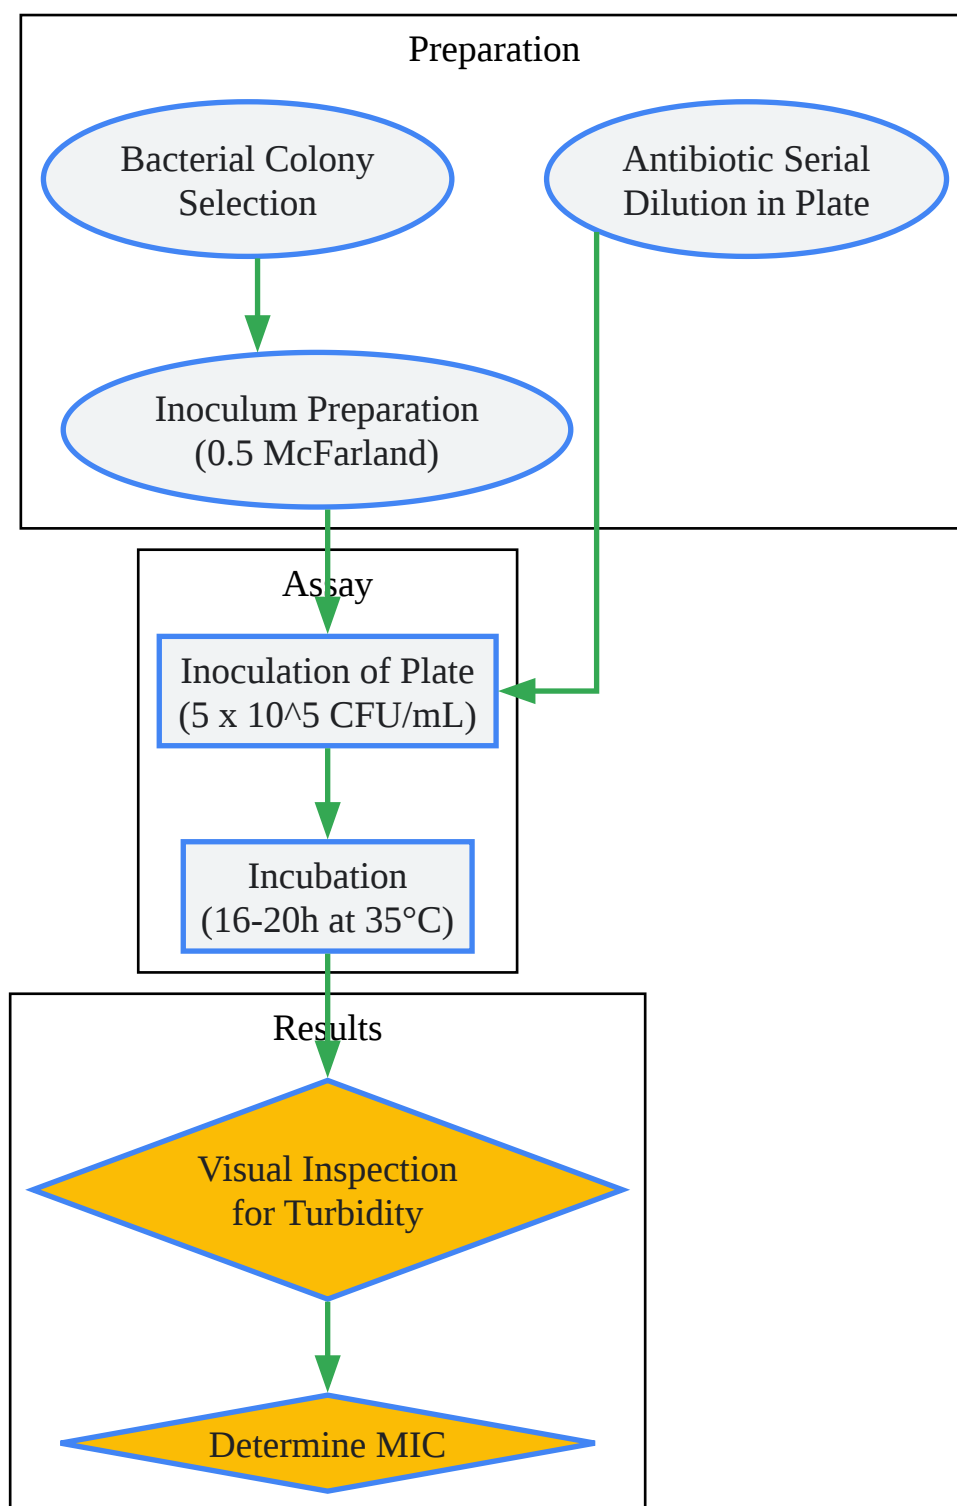 Preparation
Bacterial Colony
Selection
Antibiotic Serial
Dilution in Plate
Inoculum Preparation
(0.5 McFarland)
Assay
Inoculation of Plate
(5 x 10^5 CFU/mL)
Incubation
(16-20h at 35°C)
Results
Visual Inspection
for Turbidity
Determine MIC